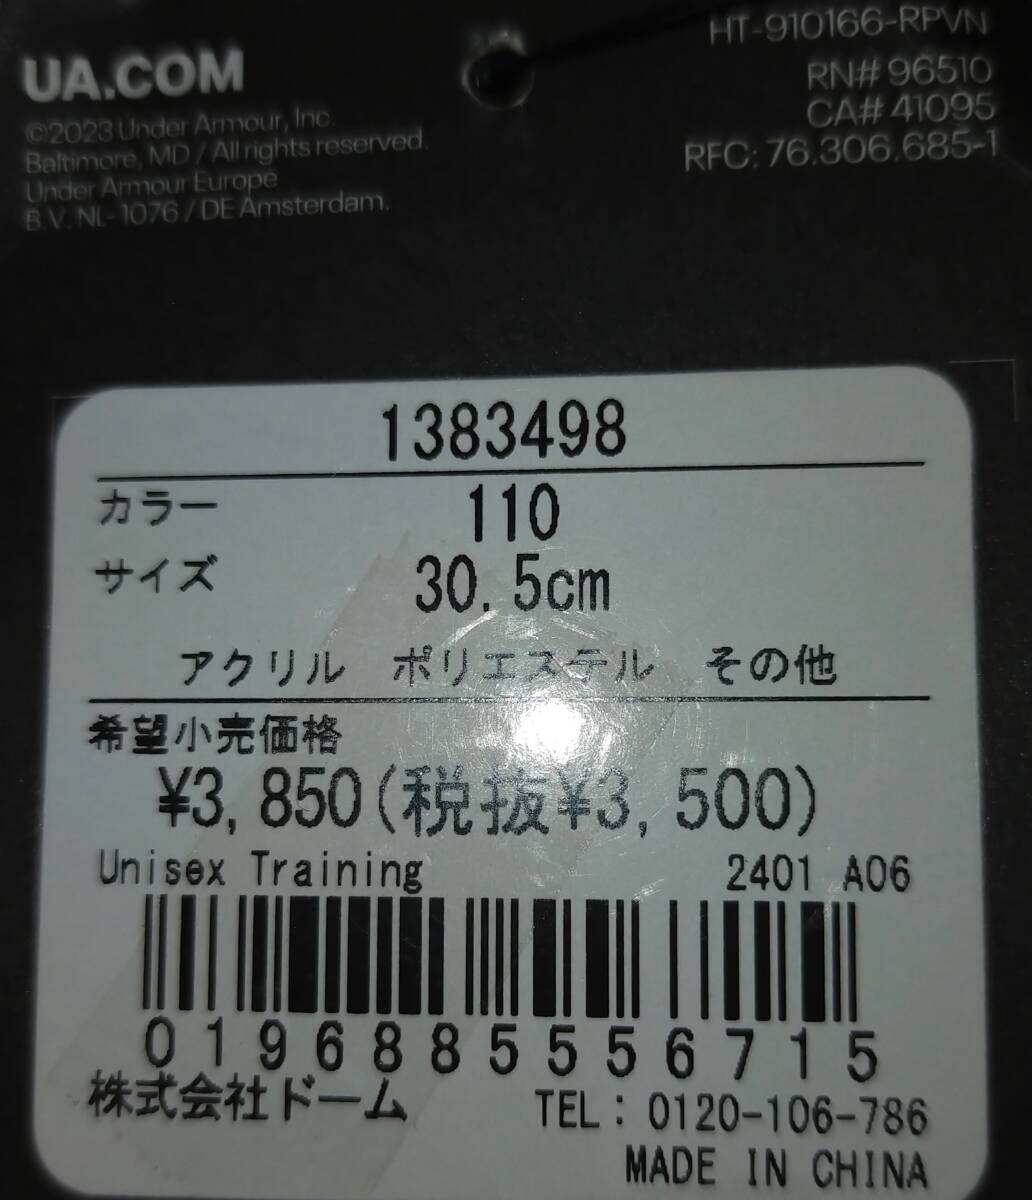 UA.COM
©2023 Under Armour, Inc.
Baltimore, MD / All rights reserved.
Under Armour Europe
B.V. NL-1076 / DE Amsterdam.
HT-910166-RPVN
RN# 96510
CA# 41095
RFC: 76.306.685-1
1383498
カラー 110
サイズ 30.5cm
アクリル ポリエステル その他
希望小売価格
¥3,850(税抜¥3,500)
Unisex Training 2401 A06
0196885556715
株式会社ドーム
TEL: 0120-106-786
MADE IN CHINA